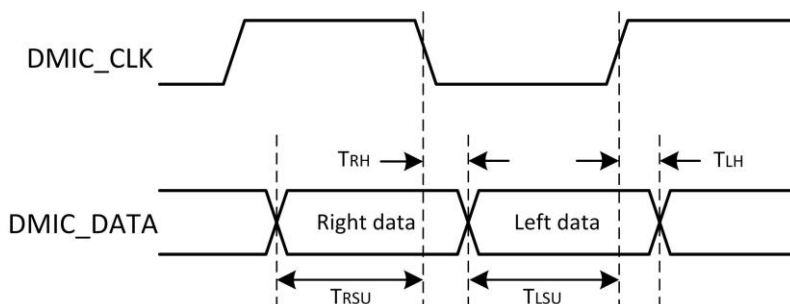 DMIC_CLK
TRH
TLH
DMIC_DATA
Right data
Left data
TRSU
TLSU